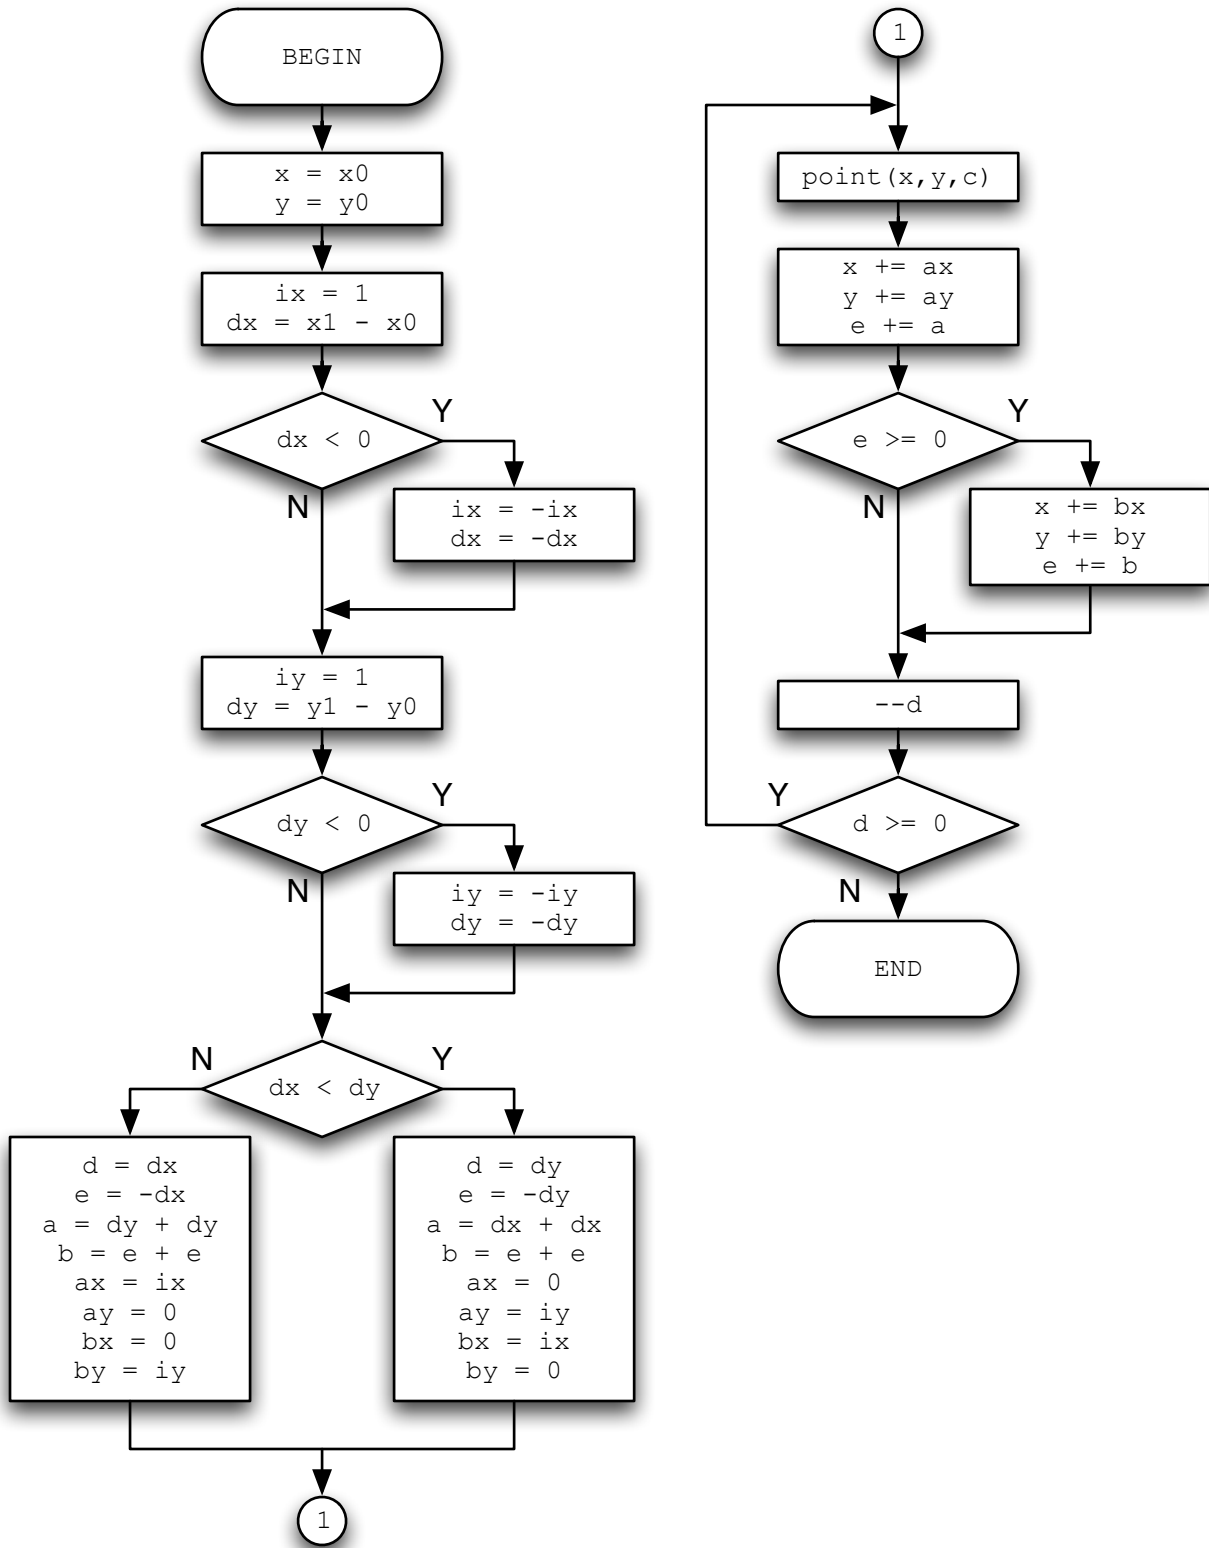 BEGIN
x = x0
y = y0
ix = 1
dx = x1 - x0
dx < 0
Y
N
ix = -ix
dx = -dx
iy = 1
dy = y1 - y0
dy < 0
Y
N
iy = -iy
dy = -dy
dx < dy
N
Y
d = dx
e = -dx
a = dy + dy
b = e + e
ax = ix
ay = 0
bx = 0
by = iy
d = dy
e = -dy
a = dx + dx
b = e + e
ax = 0
ay = iy
bx = ix
by = 0
1
1
point(x,y,c)
x += ax
y += ay
e += a
e >= 0
Y
N
x += bx
y += by
e += b
--d
d >= 0
Y
N
END